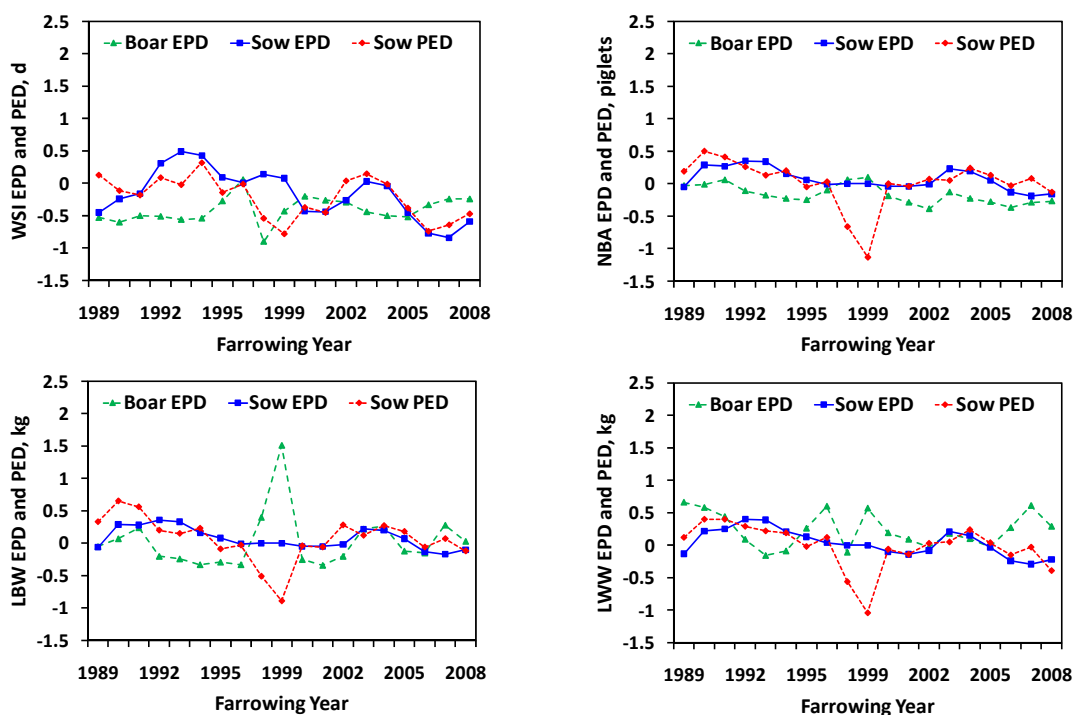 WSI EPD and PED, d
2.5
2
1.5
1
0.5
0
-0.5
-1
-1.5
Boar EPD Sow EPD Sow PED
1989 1992 1995 1999 2002 2005 2008
Farrowing Year
NBA EPD and PED, piglets
2.5
2
1.5
1
0.5
0
-0.5
-1
-1.5
Boar EPD Sow EPD Sow PED
1989 1992 1995 1999 2002 2005 2008
Farrowing Year
LBW EPD and PED, kg
2.5
2
1.5
1
0.5
0
-0.5
-1
-1.5
Boar EPD Sow EPD Sow PED
1989 1992 1995 1999 2002 2005 2008
Farrowing Year
LWW EPD and PED, kg
2.5
2
1.5
1
0.5
0
-0.5
-1
-1.5
Boar EPD Sow EPD Sow PED
1989 1992 1995 1999 2002 2005 2008
Farrowing Year